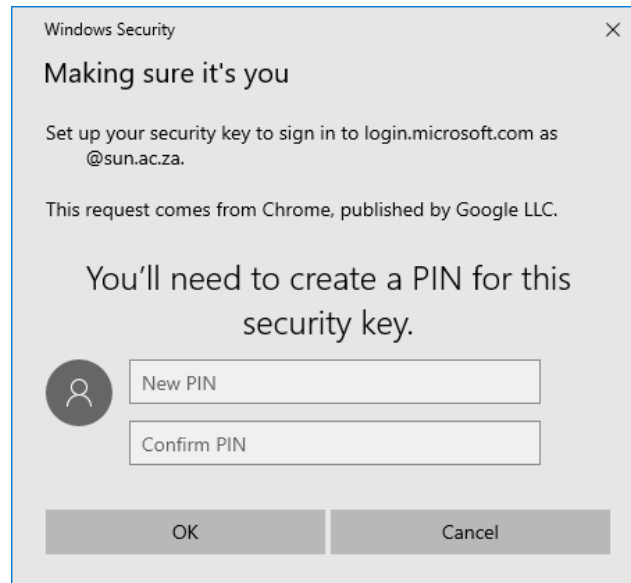 Windows Security
Making sure it's you
Set up your security key to sign in to login.microsoft.com as
@sun.ac.za.
This request comes from Chrome, published by Google LLC.
You’ll need to create a PIN for this
security key.
New PIN
Confirm PIN
OK Cancel